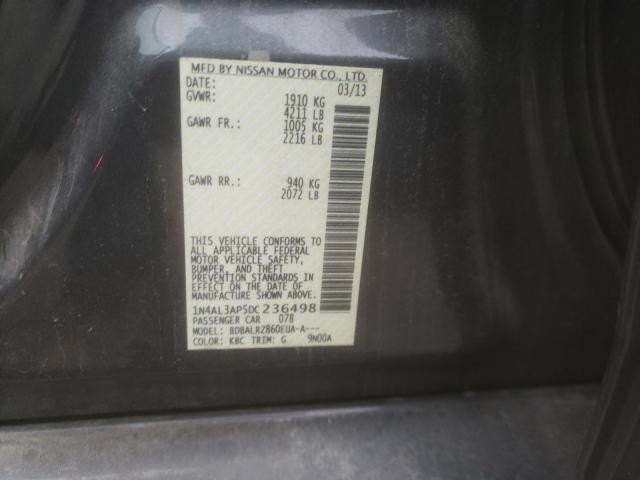 MFD BY NISSAN MOTOR CO., LTD.
DATE: 03/13
GVWR: 1910 KG
4211 LB
GAWR FR.: 1005 KG
2216 LB
GAWR RR.: 940 KG
2072 LB
THIS VEHICLE CONFORMS TO
ALL APPLICABLE FEDERAL
MOTOR VEHICLE SAFETY,
BUMPER, AND THEFT
PREVENTION STANDARDS IN
EFFECT ON THE DATE OF
MANUFACTURE SHOWN ABOVE.
1N4AL3AP5DC236498
PASSENGER CAR 078
MODEL: BDBALRZ860EUA-A---
COLOR: KBC TRIM: G 9N00A